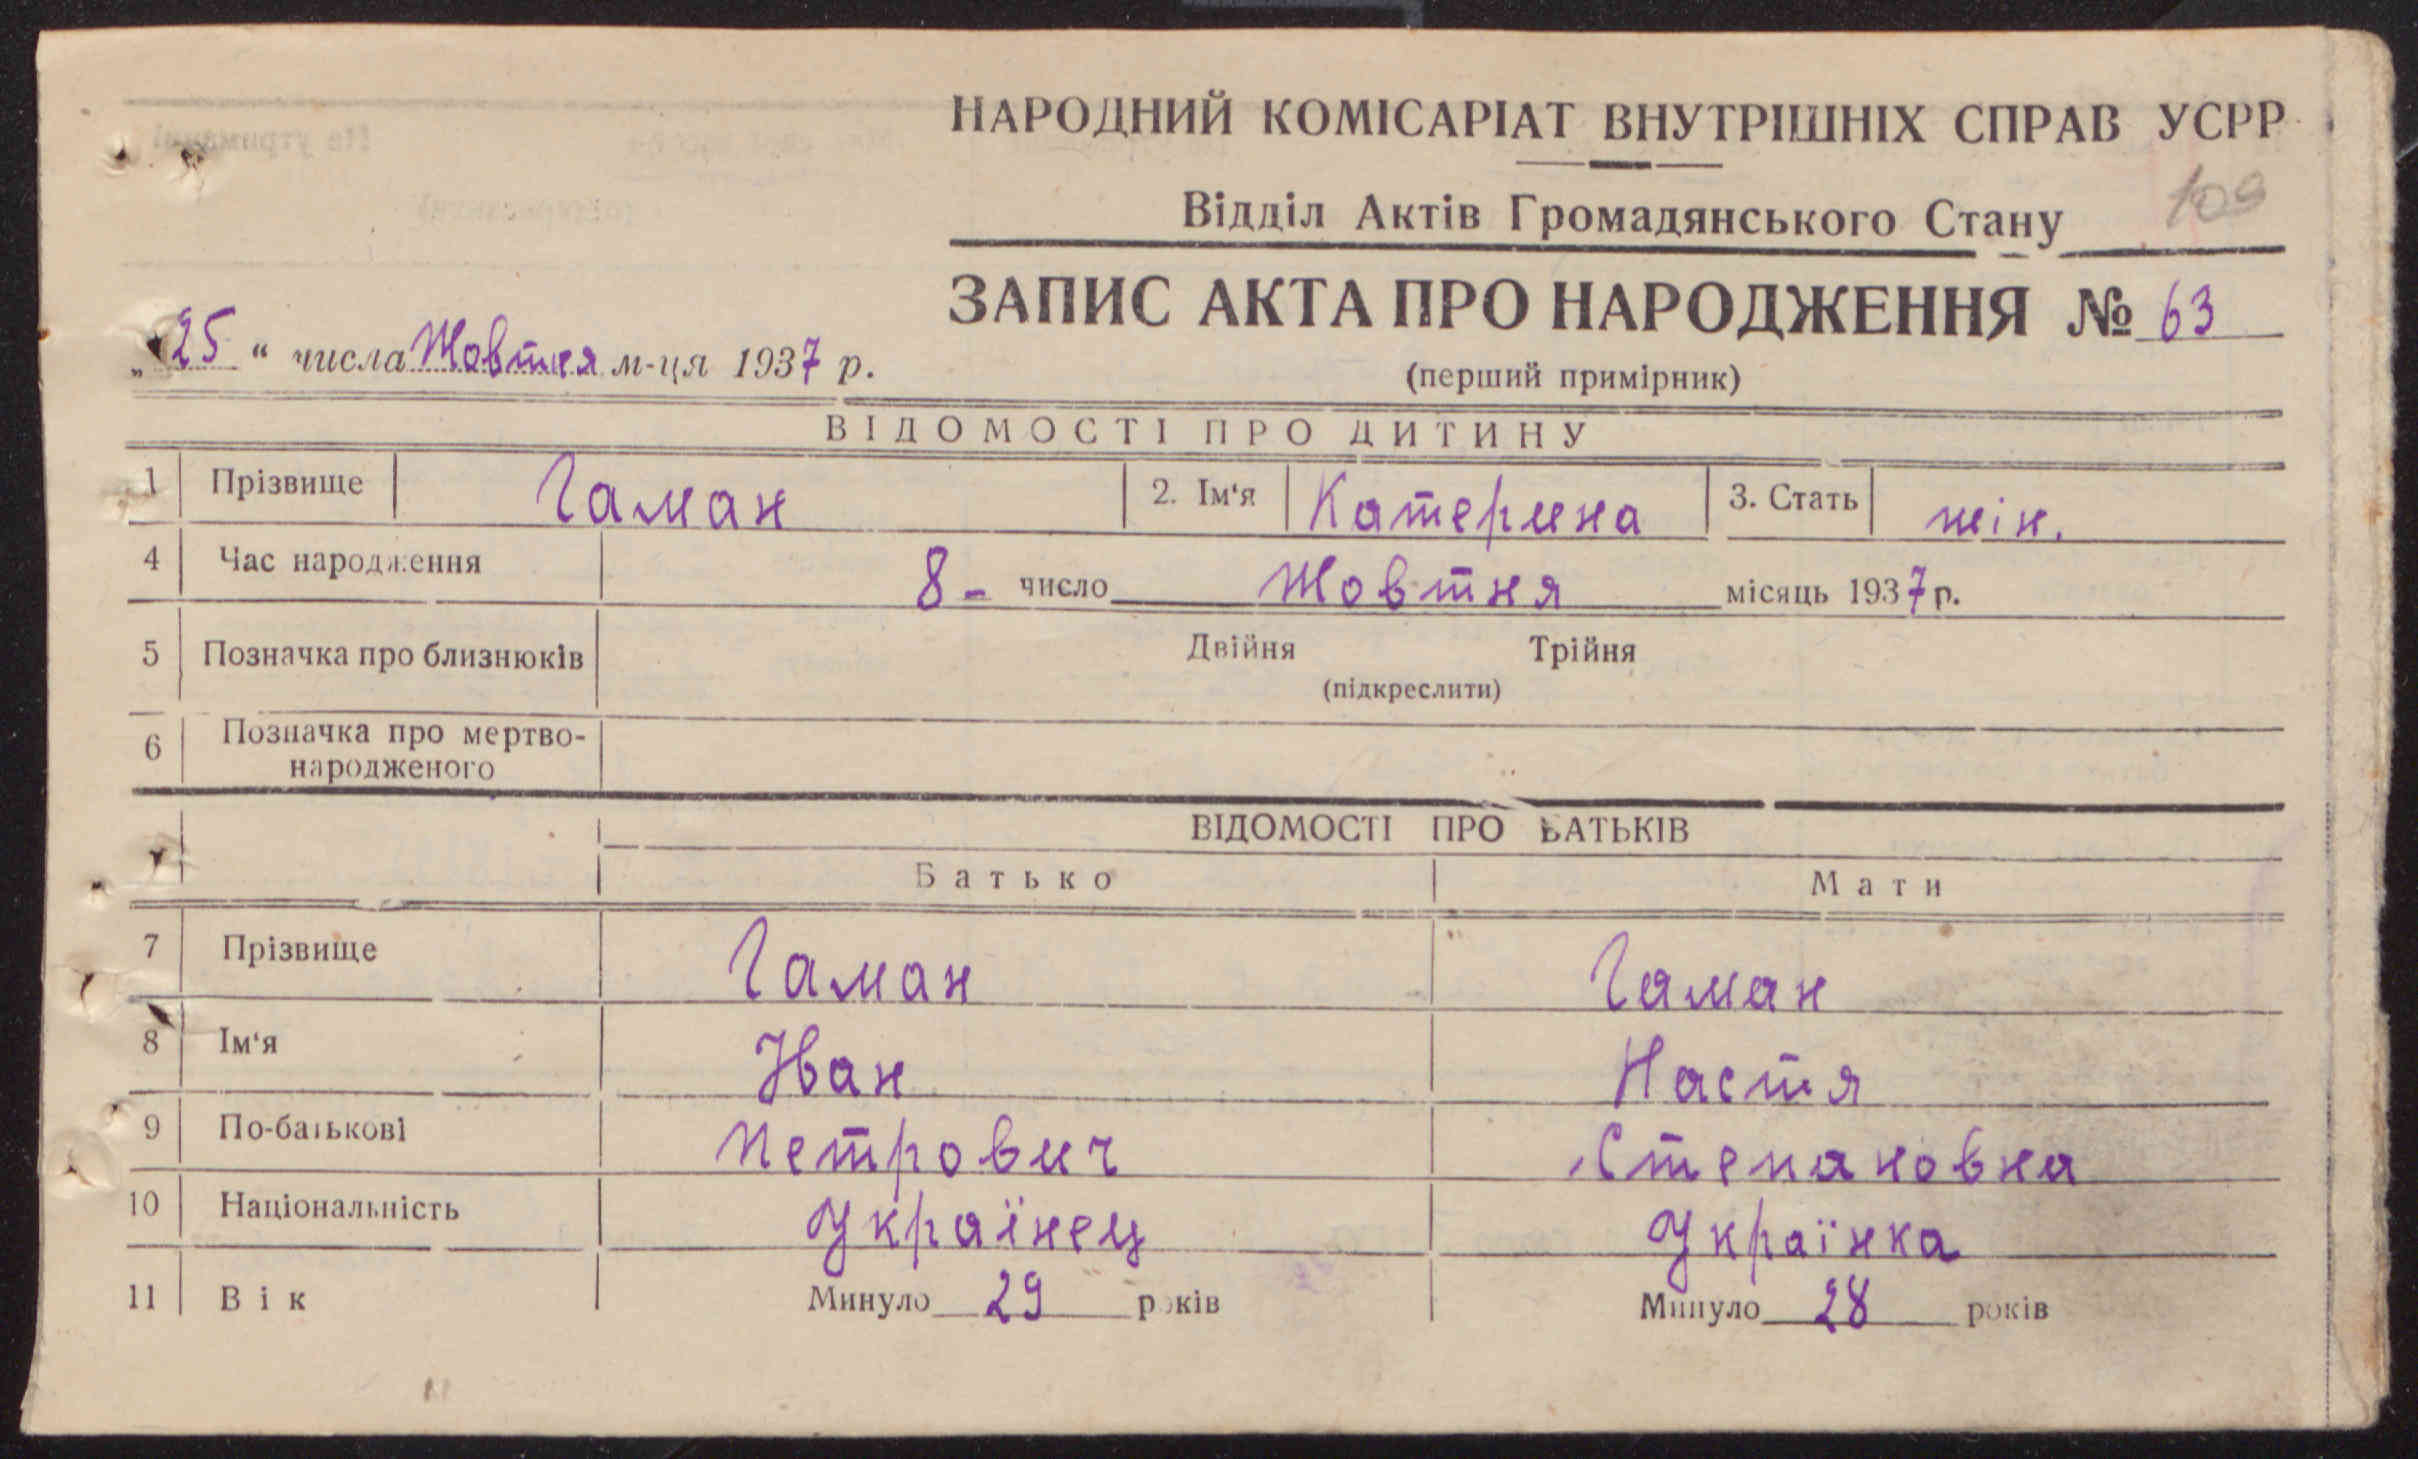 НАРОДНИЙ КОМІСАРІАТ ВНУТРІШНІХ СПРАВ УСРР
Відділ Актів Громадянського Стану 109
ЗАПИС АКТА ПРО НАРОДЖЕННЯ № 63
„25“ числа Жовтня м-ця 1937 р.
(перший примірник)
ВІДОМОСТІ ПРО ДИТИНУ
1 Прізвище Гаман 2. Ім‘я Катерина 3. Стать жін.
4 Час народження 8- число Жовтня місяць 1937 р.
5 Позначка про близнюків Двійня Трійня
(підкреслити)
6 Позначка про мертво-
народженого
ВІДОМОСТІ ПРО БАТЬКІВ
Батько Мати
7 Прізвище Гаман Гаман
8 Ім‘я Іван Настя
9 По-батькові Петрович Степановна
10 Національність Українец Українка
11 Вік Минуло 29 років Минуло 28 років